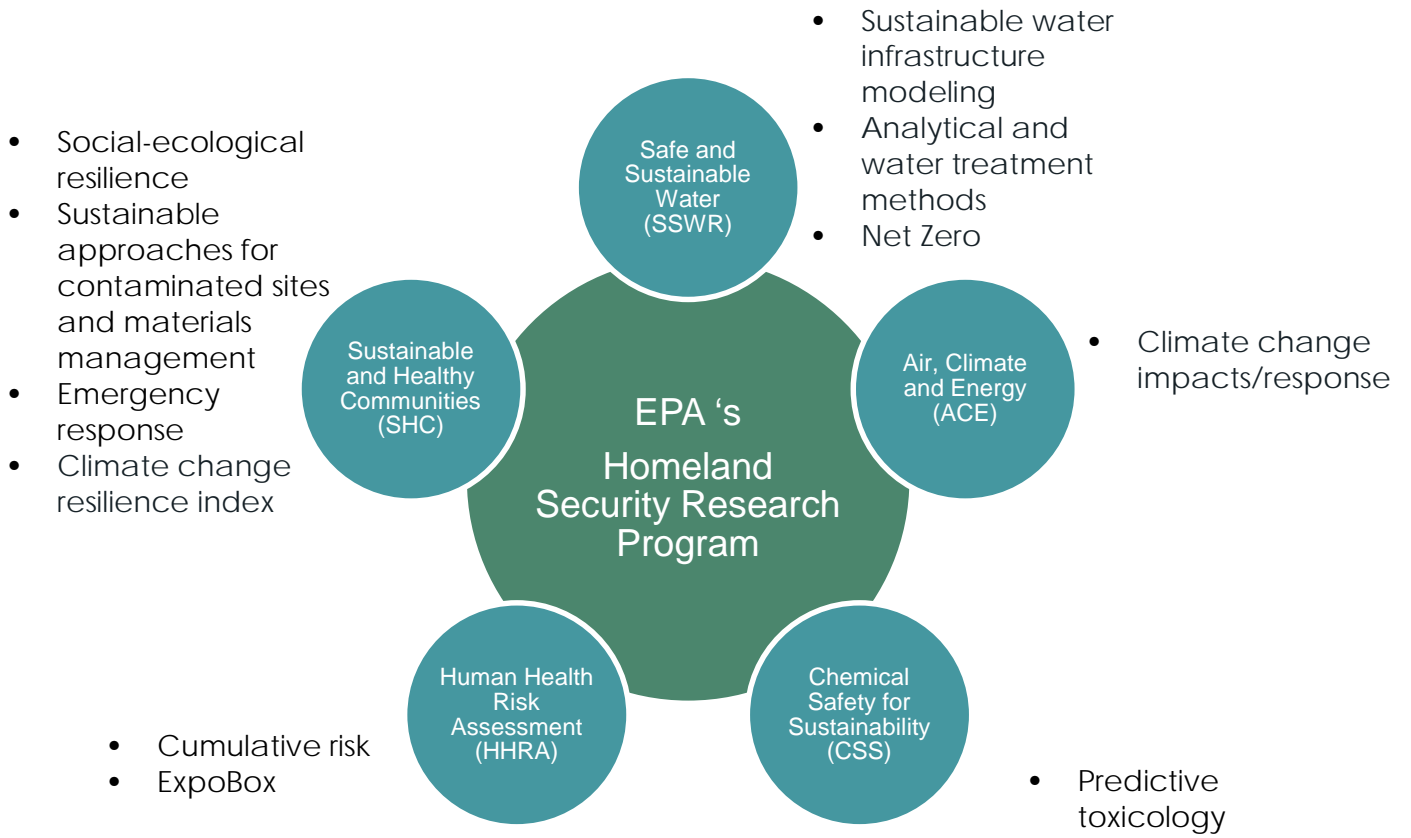 • Sustainable water
infrastructure
modeling
• Analytical and
water treatment
methods
• Net Zero
Safe and
Sustainable
Water
(SSWR)
• Social-ecological
resilience
• Sustainable
approaches for
contaminated sites
and materials
management
• Emergency
response
• Climate change
resilience index
Sustainable
and Healthy
Communities
(SHC)
Air, Climate
and Energy
(ACE)
• Climate change
impacts/response
EPA ‘s
Homeland
Security Research
Program
Human Health
Risk
Assessment
(HHRA)
• Cumulative risk
• ExpoBox
Chemical
Safety for
Sustainability
(CSS)
• Predictive
toxicology